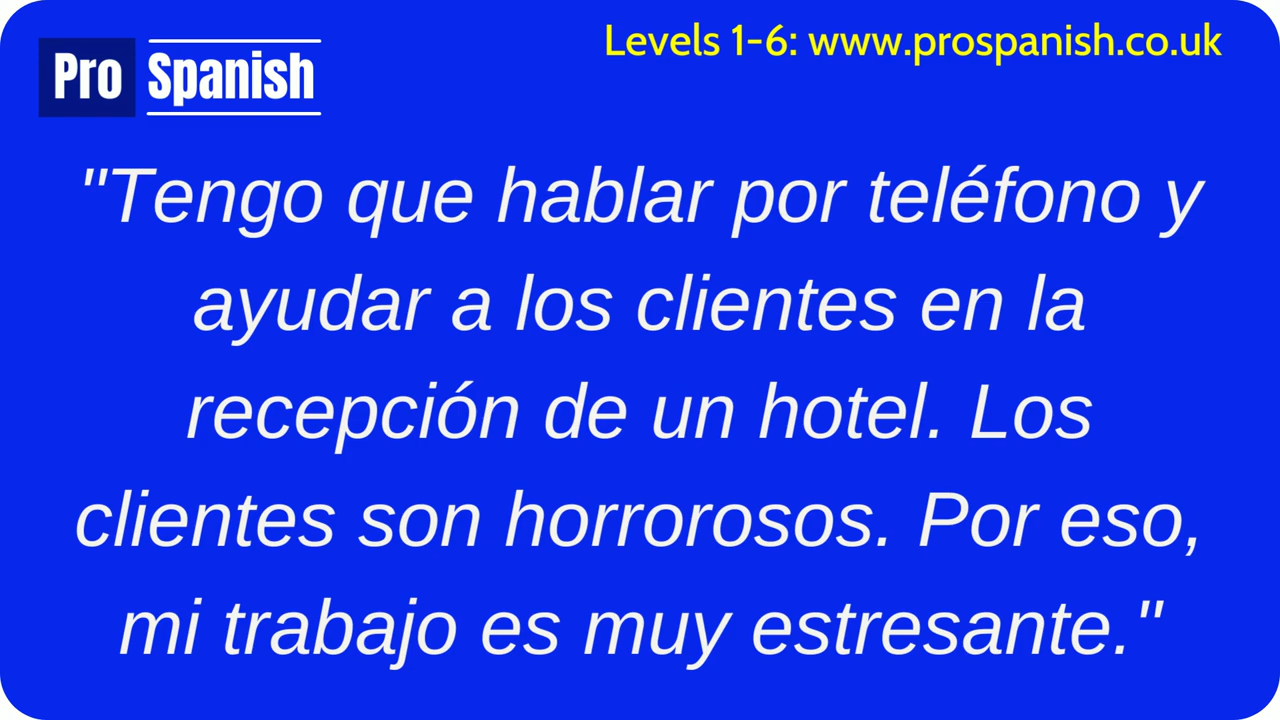 Pro Spanish
Levels 1-6: www.prospanish.co.uk
"Tengo que hablar por teléfono y
ayudar a los clientes en la
recepción de un hotel. Los
clientes son horrorosos. Por eso,
mi trabajo es muy estresante."